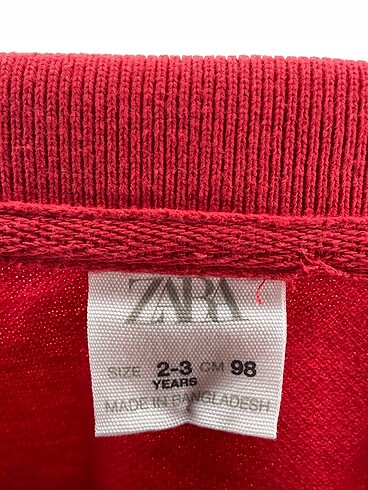 ZARA
SIZE 2-3 CM 98
YEARS
MADE IN BANGLADESH